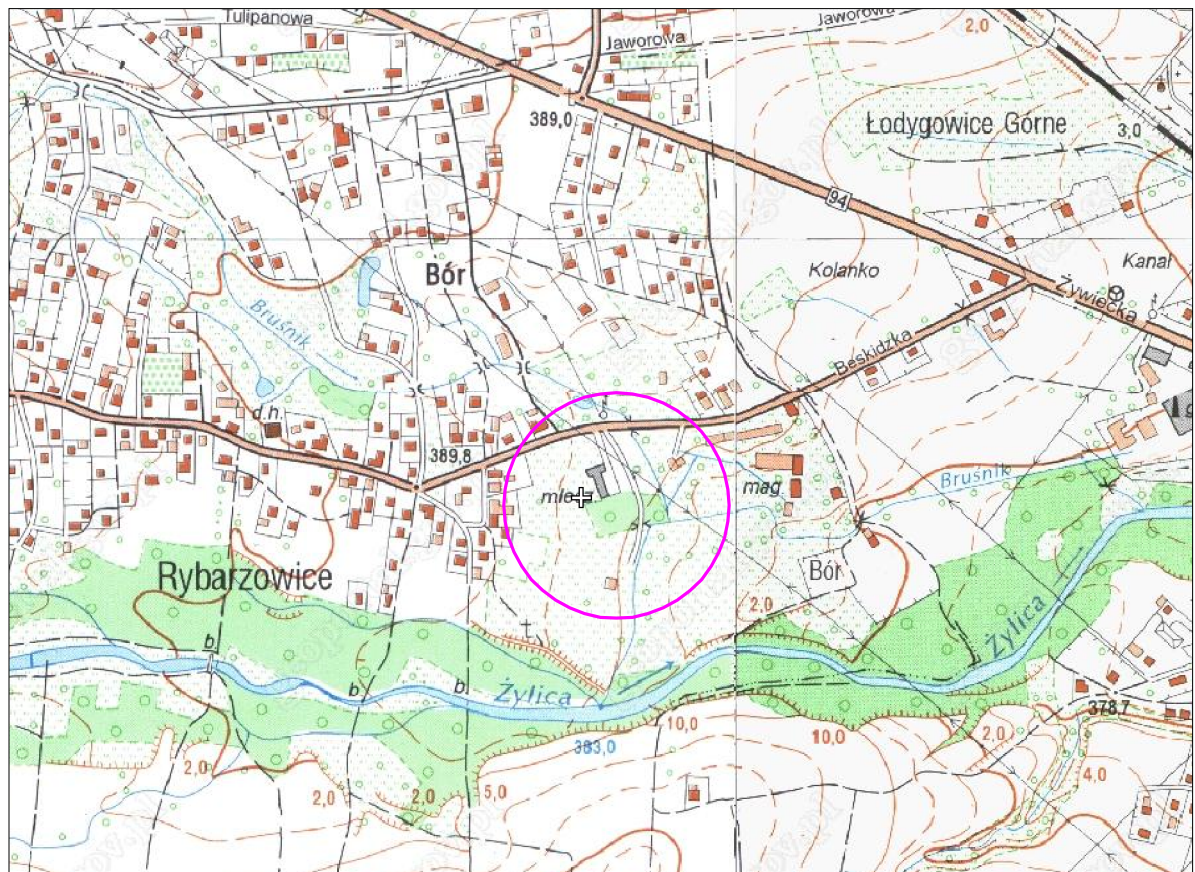 Tulipanowa
Jaworowa
2,0
Jaworowa
389,0
Łodygowice Górne
3,0
94
Bór
Kolanko
Kanał
Żywiecka
Bruśnik
Beskidzka
d.h.
389,8
mag.
Bruśnik
Bór
Rybarzowice
2,0
b.
b.
b.
Żylica
Żylica
10,0
10,0
378,7
383,0
2,0
2,0
4,0
2,0
2,0
5,0